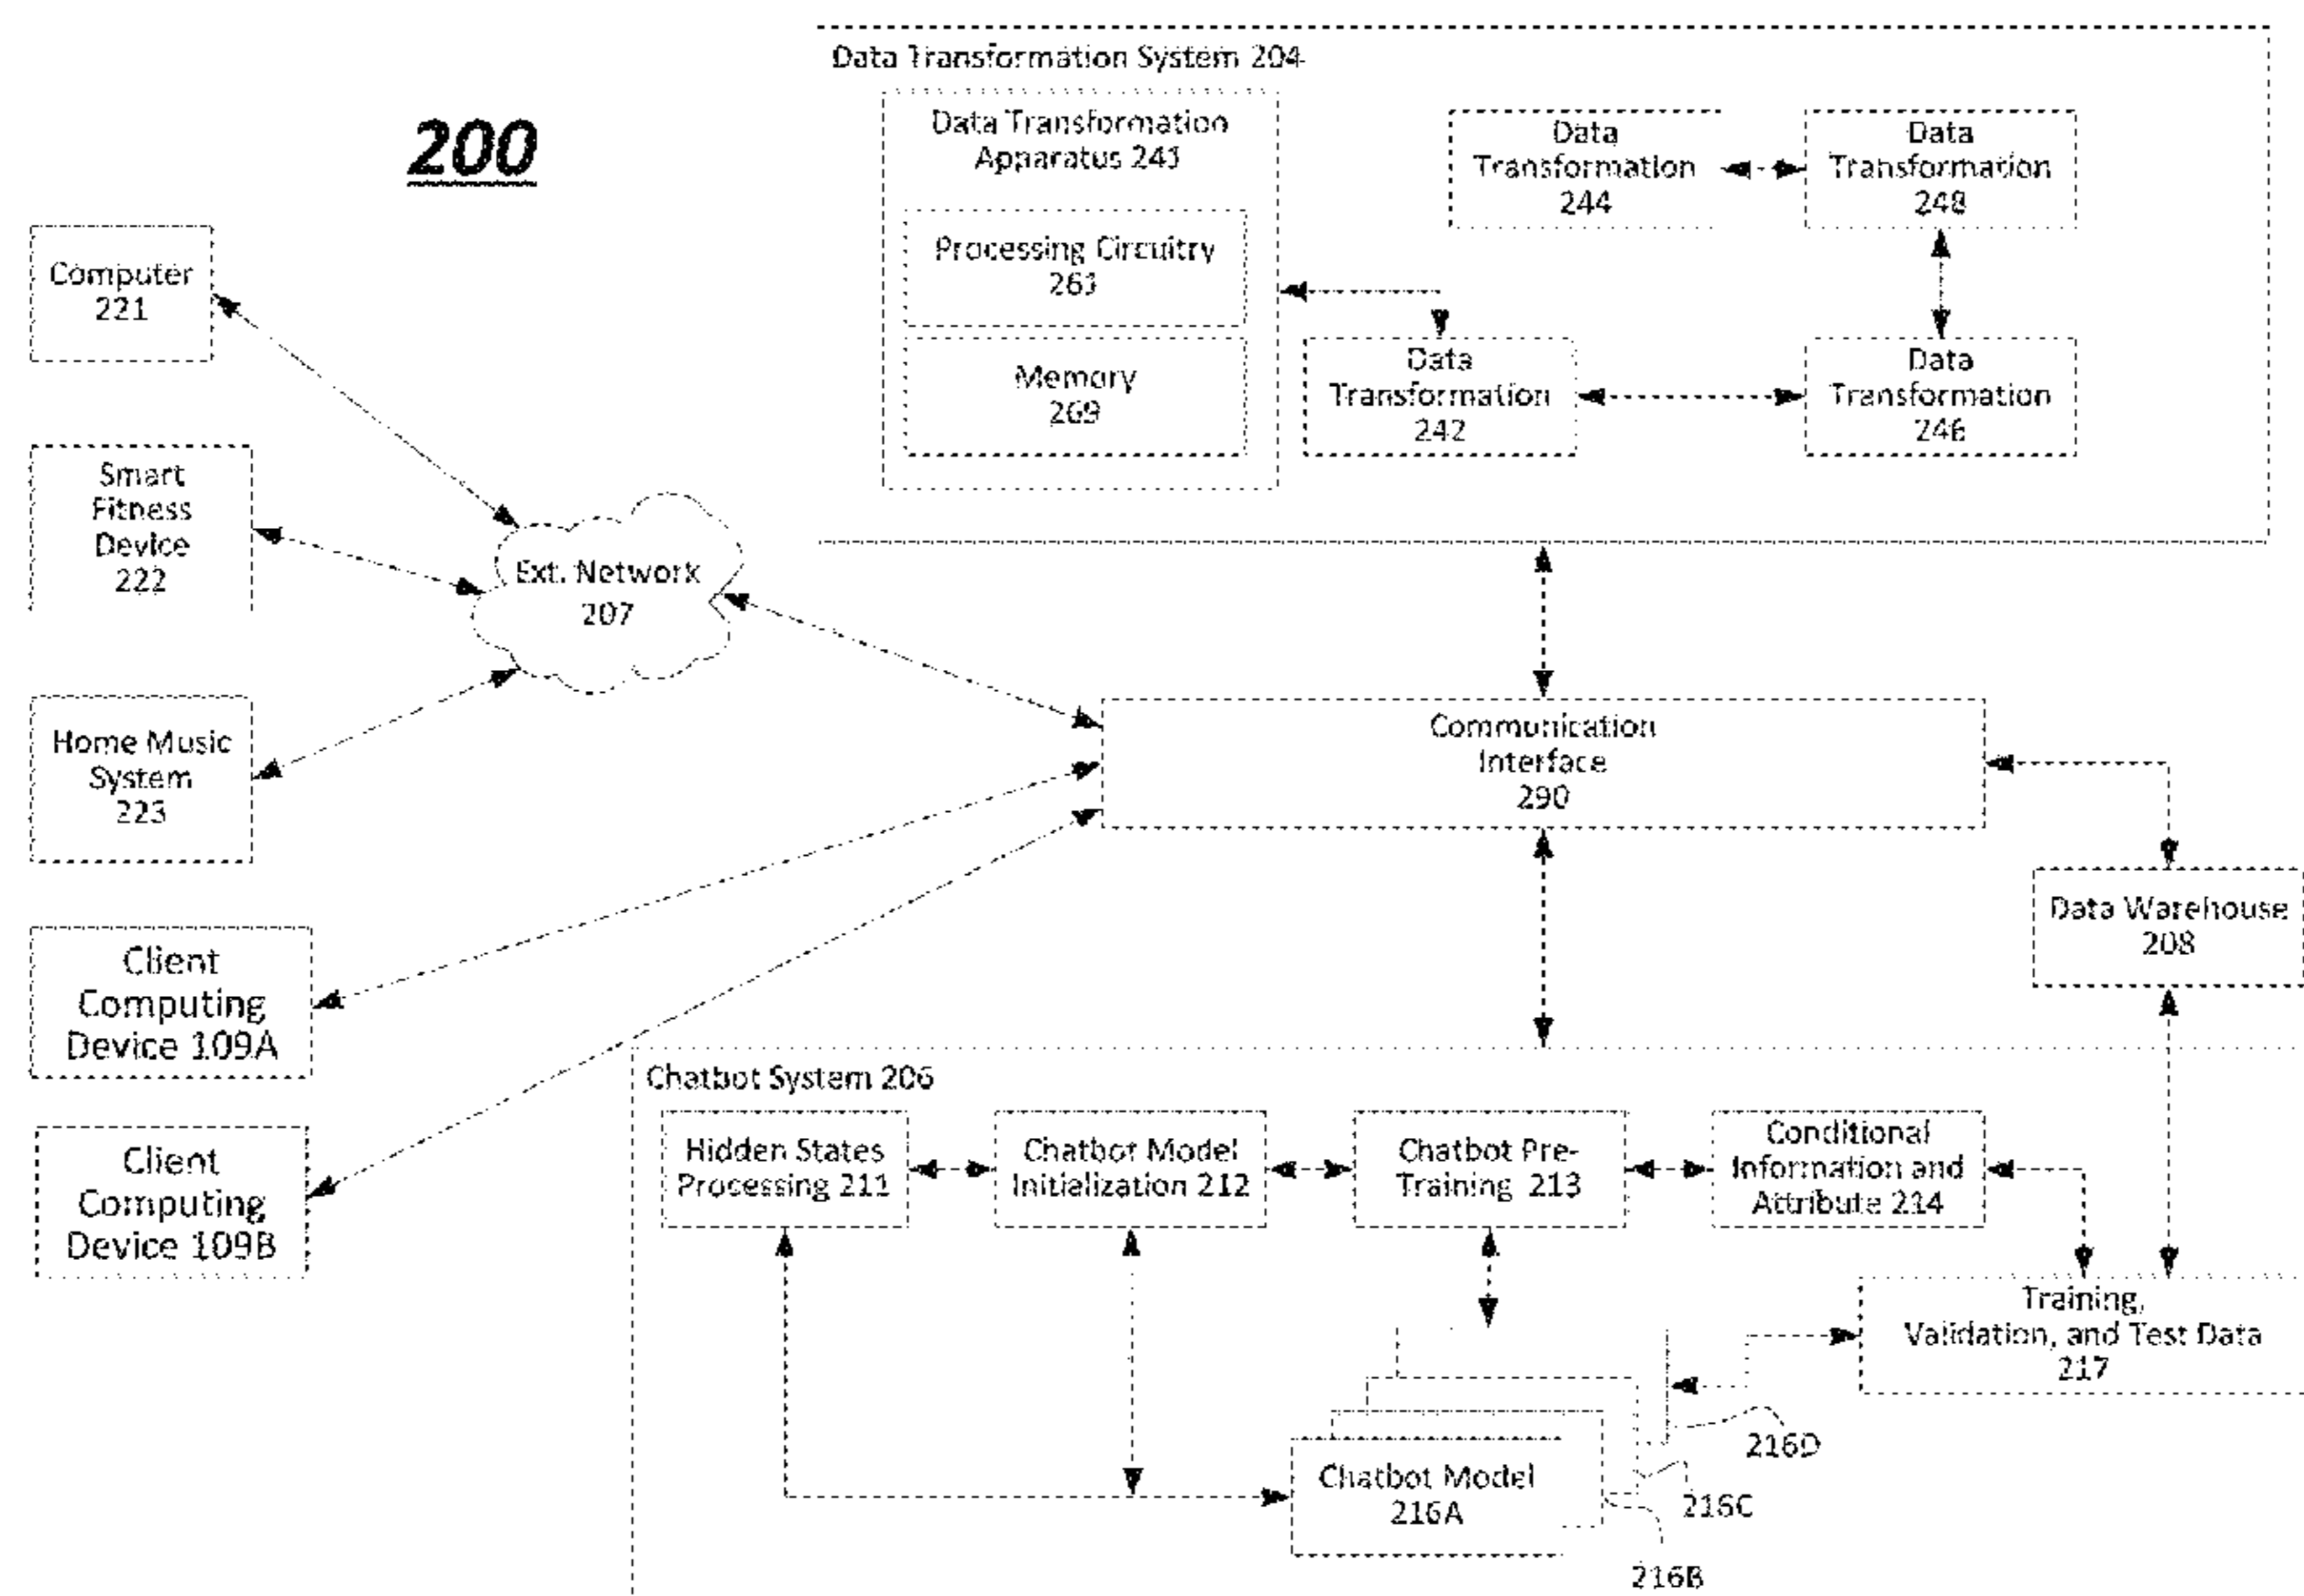 200
Data Transformation System 204
Data Transformation
Apparatus 241
Processing Circuitry
261
Memory
269
Data
Transformation
244
Data
Transformation
248
Data
Transformation
242
Data
Transformation
246
Computer
221
Smart
Fitness
Device
222
Home Music
System
223
Ext. Network
207
Communication
Interface
290
Data Warehouse
208
Client
Computing
Device 109A
Client
Computing
Device 109B
Chatbot System 206
Hidden States
Processing 211
Chatbot Model
Initialization 212
Chatbot Pre-
Training 213
Conditional
Information and
Attribute 214
Training,
Validation, and Test Data
217
Chatbot Model
216A
216D
216C
216B